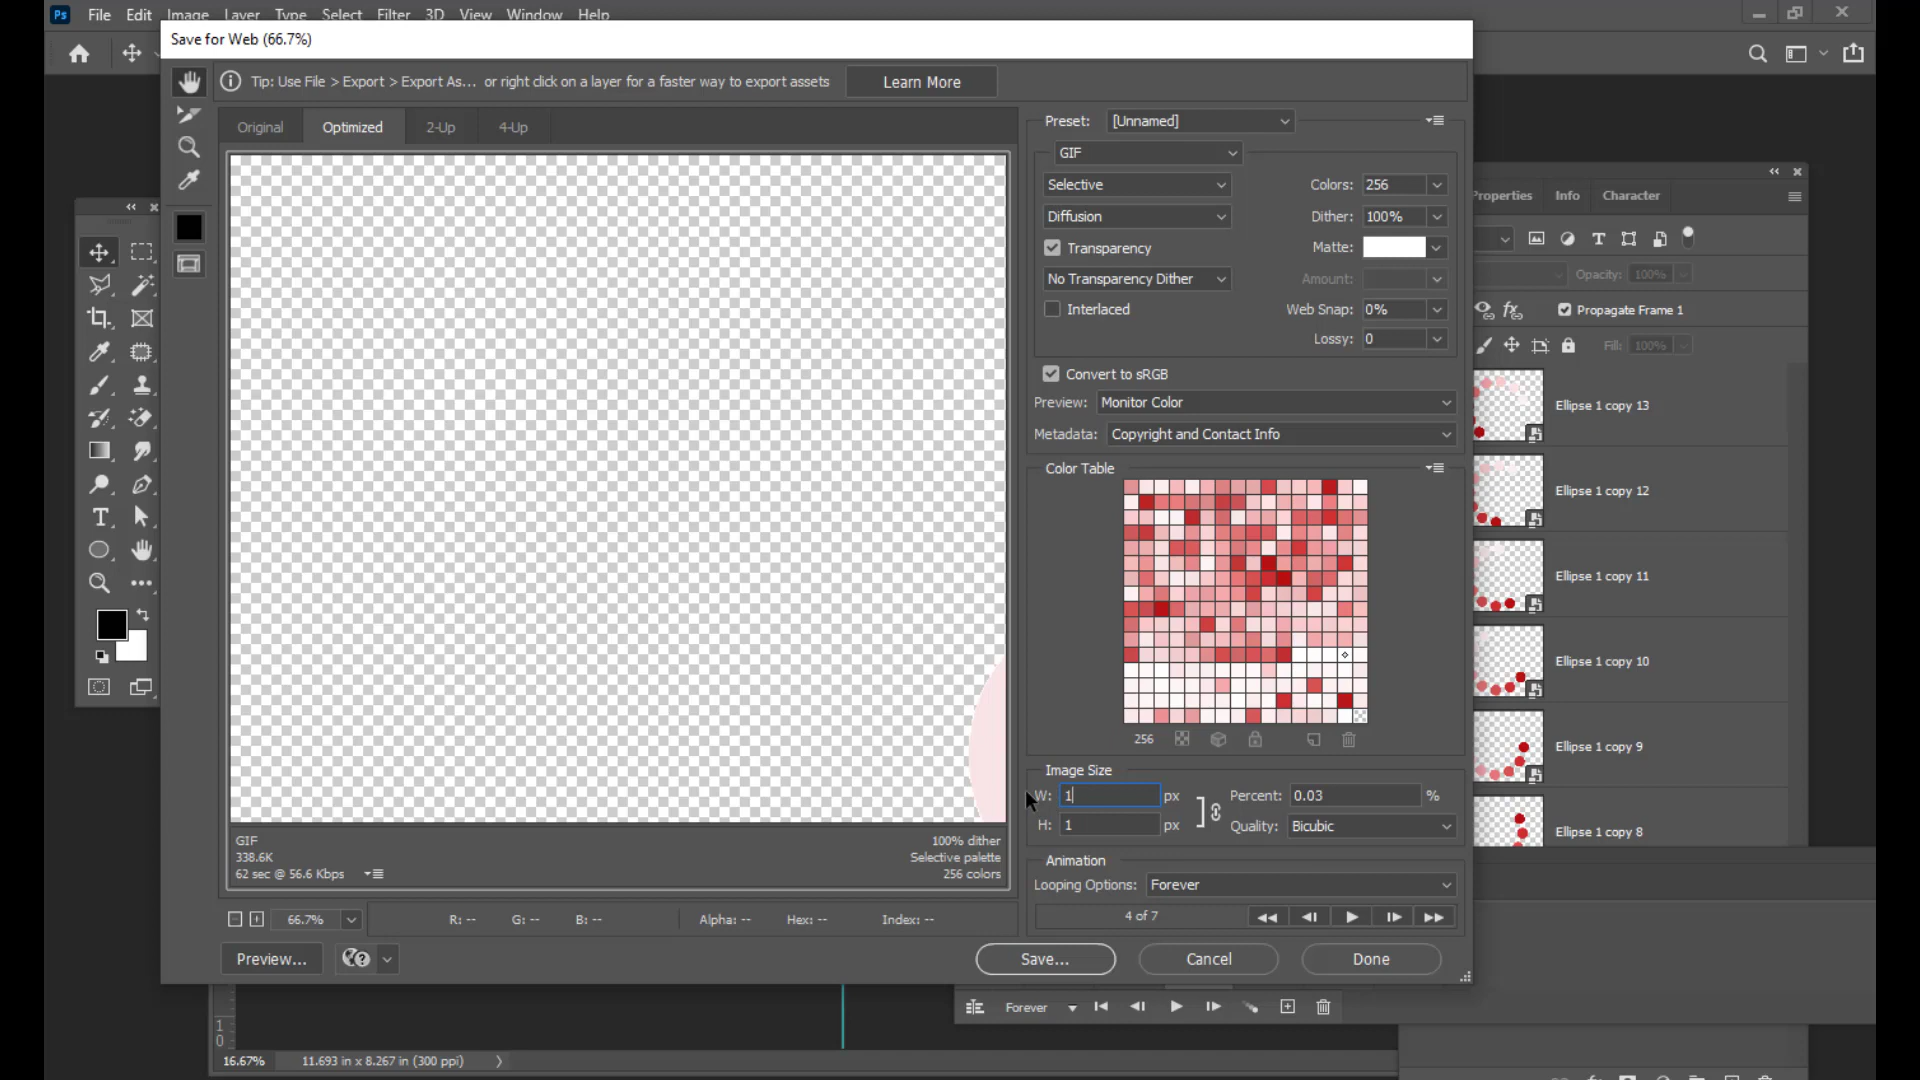 Ps File Edit Image Layer Type Select Filter 3D View Window Help
Save for Web (66.7%)
Tip: Use File > Export > Export As... or right click on a layer for a faster way to export assets
Learn More
Original Optimized 2-Up 4-Up
Preset: [Unnamed]
GIF
Selective Colors: 256
Diffusion Dither: 100%
Transparency Matte:
No Transparency Dither Amount:
Interlaced Web Snap: 0%
Lossy: 0
Convert to sRGB
Preview: Monitor Color
Metadata: Copyright and Contact Info
Color Table
256
Image Size
W: 1 px Percent: 0.03 %
H: 1 px Quality: Bicubic
Animation
Looping Options: Forever
4 of 7
GIF
338.6K
62 sec @ 56.6 Kbps
100% dither
Selective palette
256 colors
66.7% R: -- G: -- B: -- Alpha: -- Hex: -- Index: --
Preview... Save... Cancel Done
Properties Info Character
Opacity: 100%
Propagate Frame 1
Fill: 100%
Ellipse 1 copy 13
Ellipse 1 copy 12
Ellipse 1 copy 11
Ellipse 1 copy 10
Ellipse 1 copy 9
Ellipse 1 copy 8
Forever
1
0
16.67% 11.693 in x 8.267 in (300 ppi)